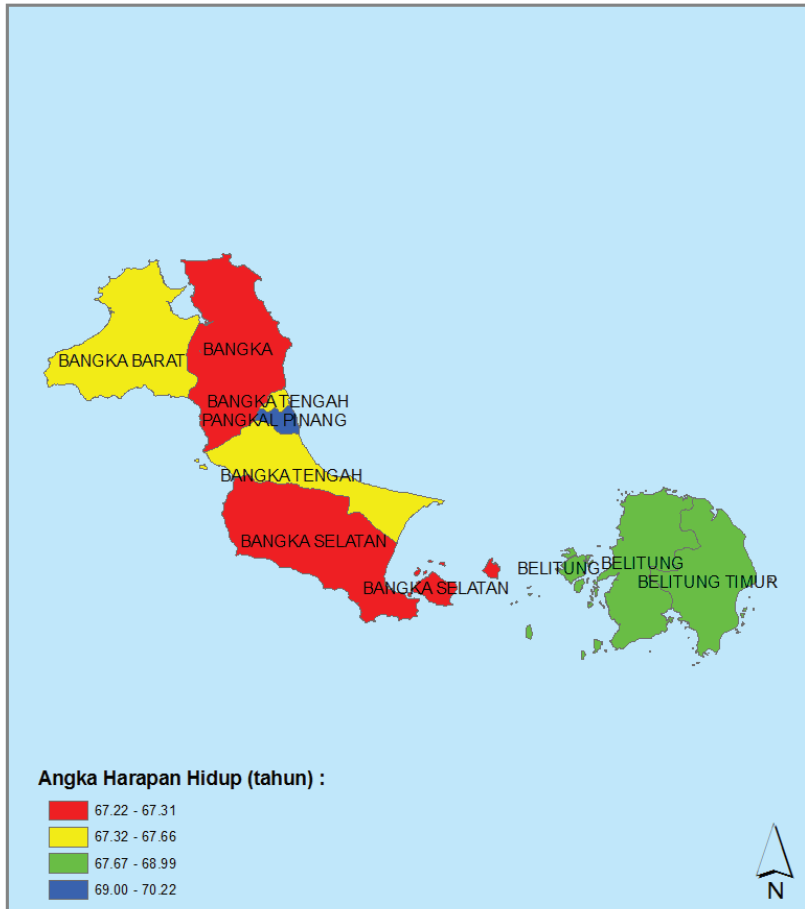 BANGKA
BANGKA BARAT
BANGKA TENGAH
PANGKAL PINANG
BANGKA TENGAH
BANGKA SELATAN
BELITUNG
BELITUNG
BELITUNG TIMUR
BANGKA SELATAN
Angka Harapan Hidup (tahun) :
67.22 - 67.31
67.32 - 67.66
67.67 - 68.99
69.00 - 70.22
N